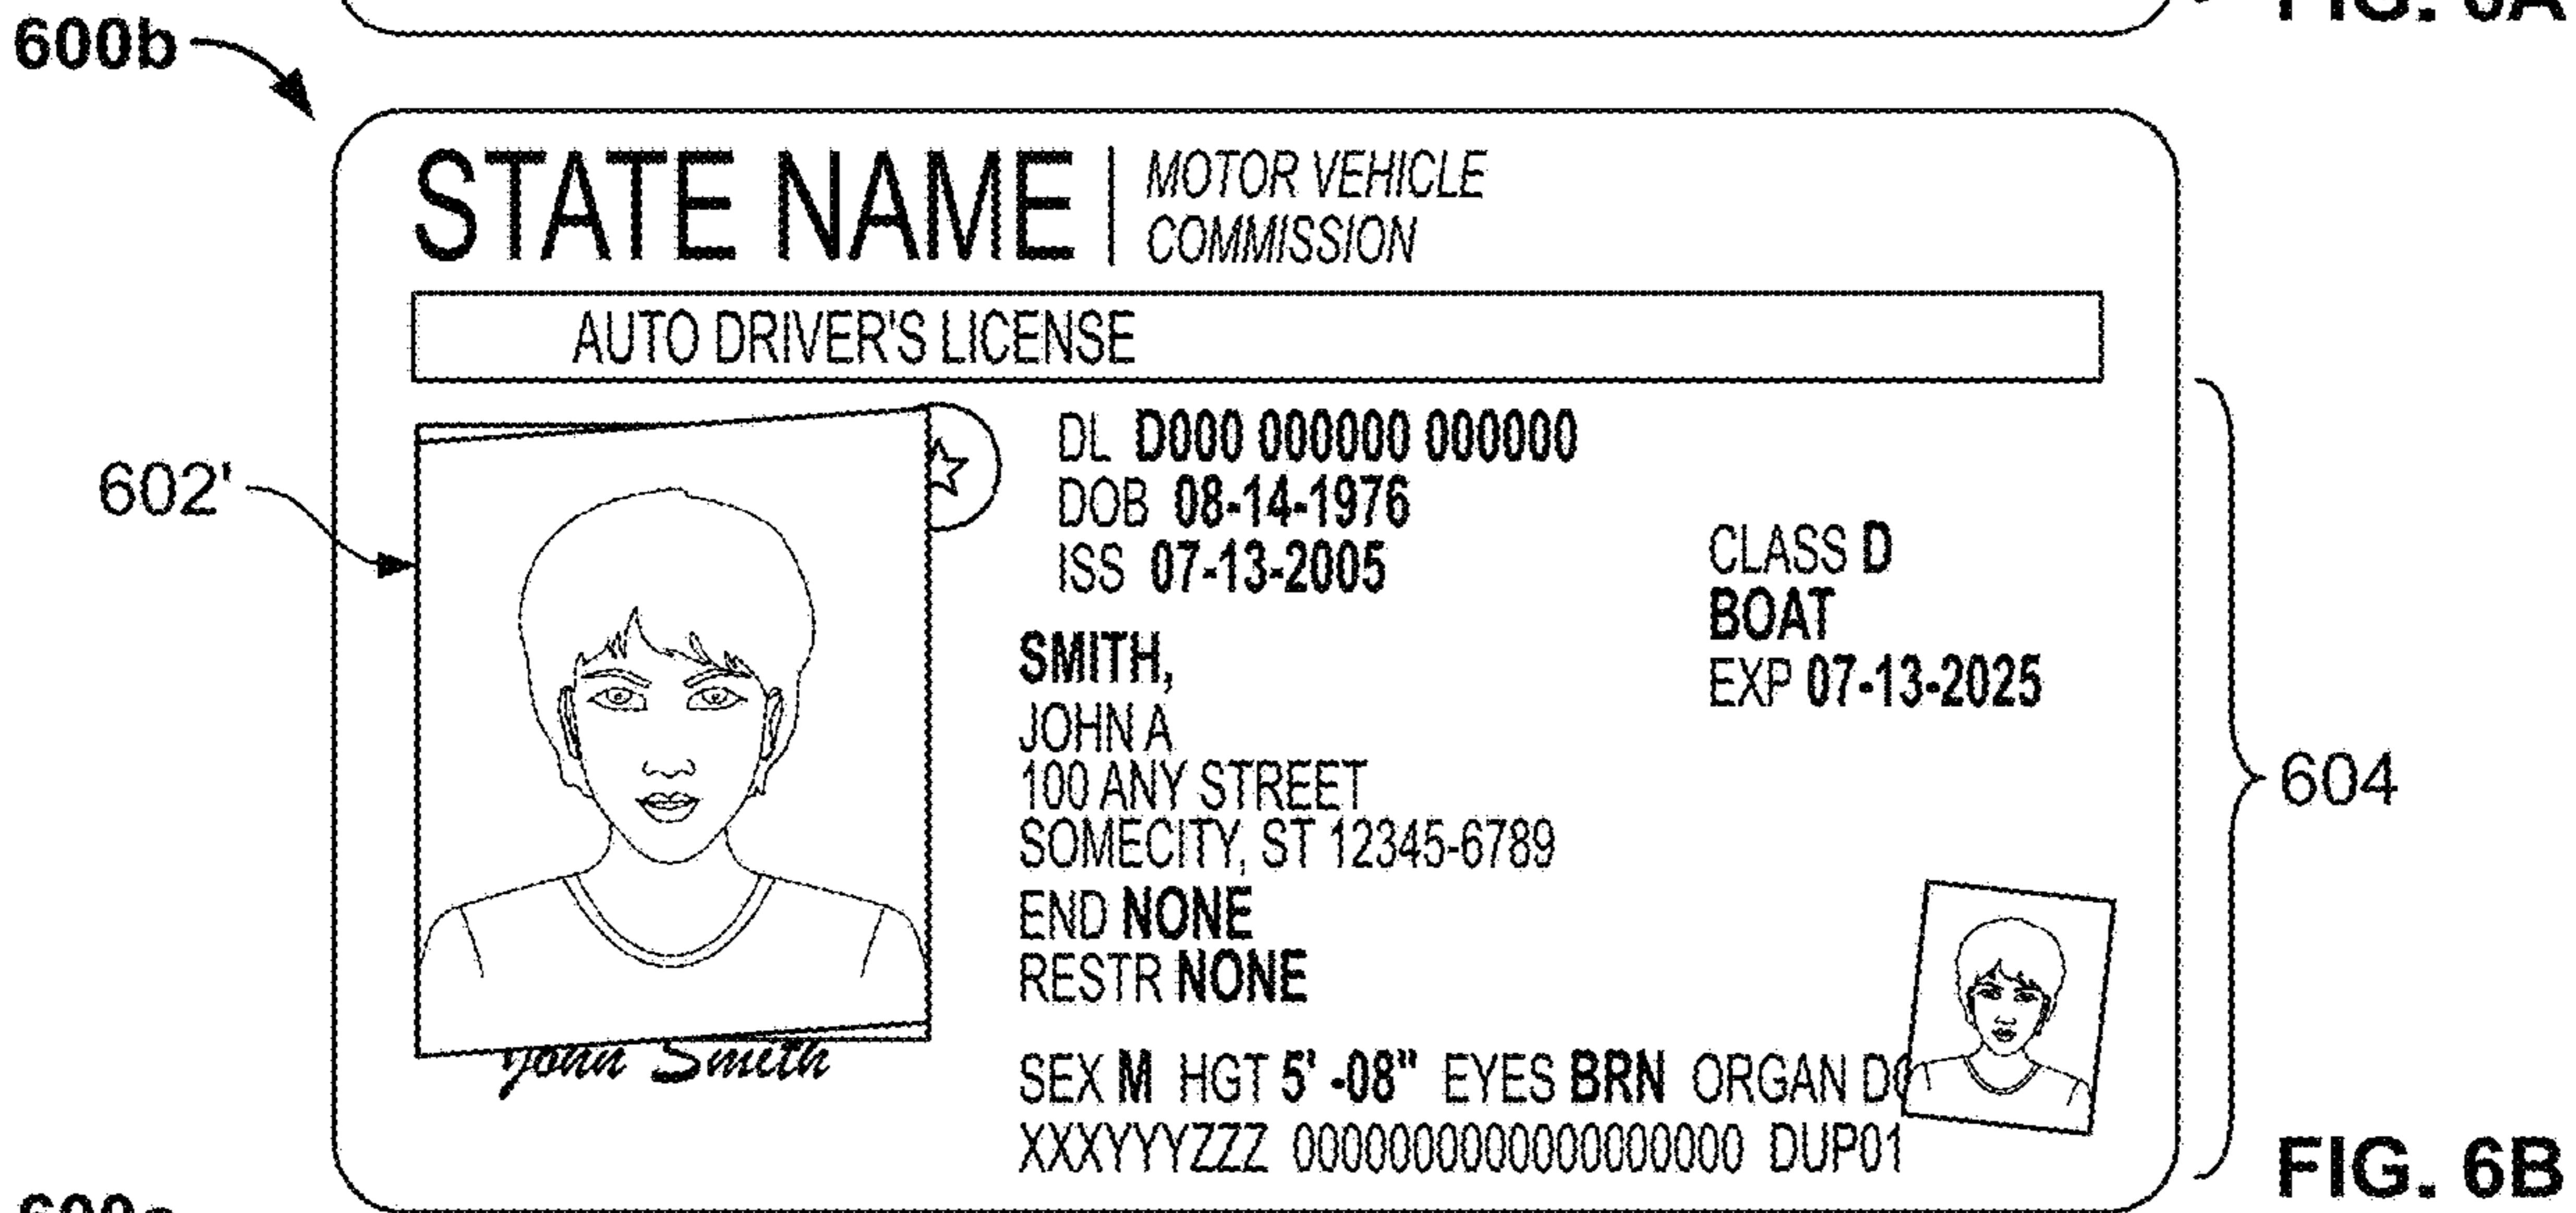 600b
STATE NAME
MOTOR VEHICLE
COMMISSION
AUTO DRIVER'S LICENSE
602'
DL D000 000000 000000
DOB 08-14-1976
ISS 07-13-2005
CLASS D
BOAT
EXP 07-13-2025
SMITH,
JOHN A
100 ANY STREET
SOMECITY, ST 12345-6789
END NONE
RESTR NONE
604
John Smith
SEX M HGT 5' -08" EYES BRN ORGAN
XXXYYYZZZ 0000000000000000000 DUP01
FIG. 6B